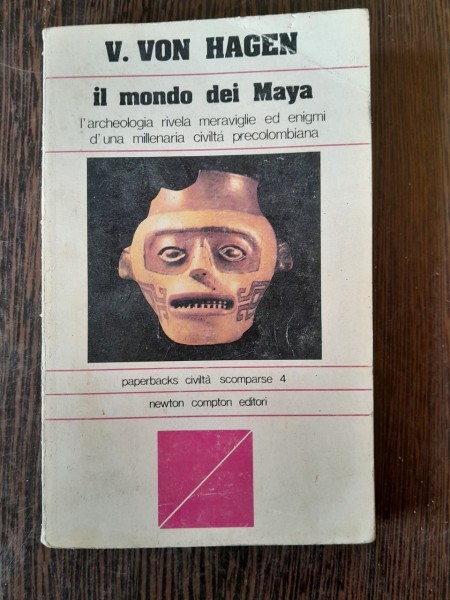 V. VON HAGEN
il mondo dei Maya
l'archeologia rivela meraviglie ed enigmi
d'una millenaria civiltà precolombiana
paperbacks civiltà scomparse 4
newton compton editori